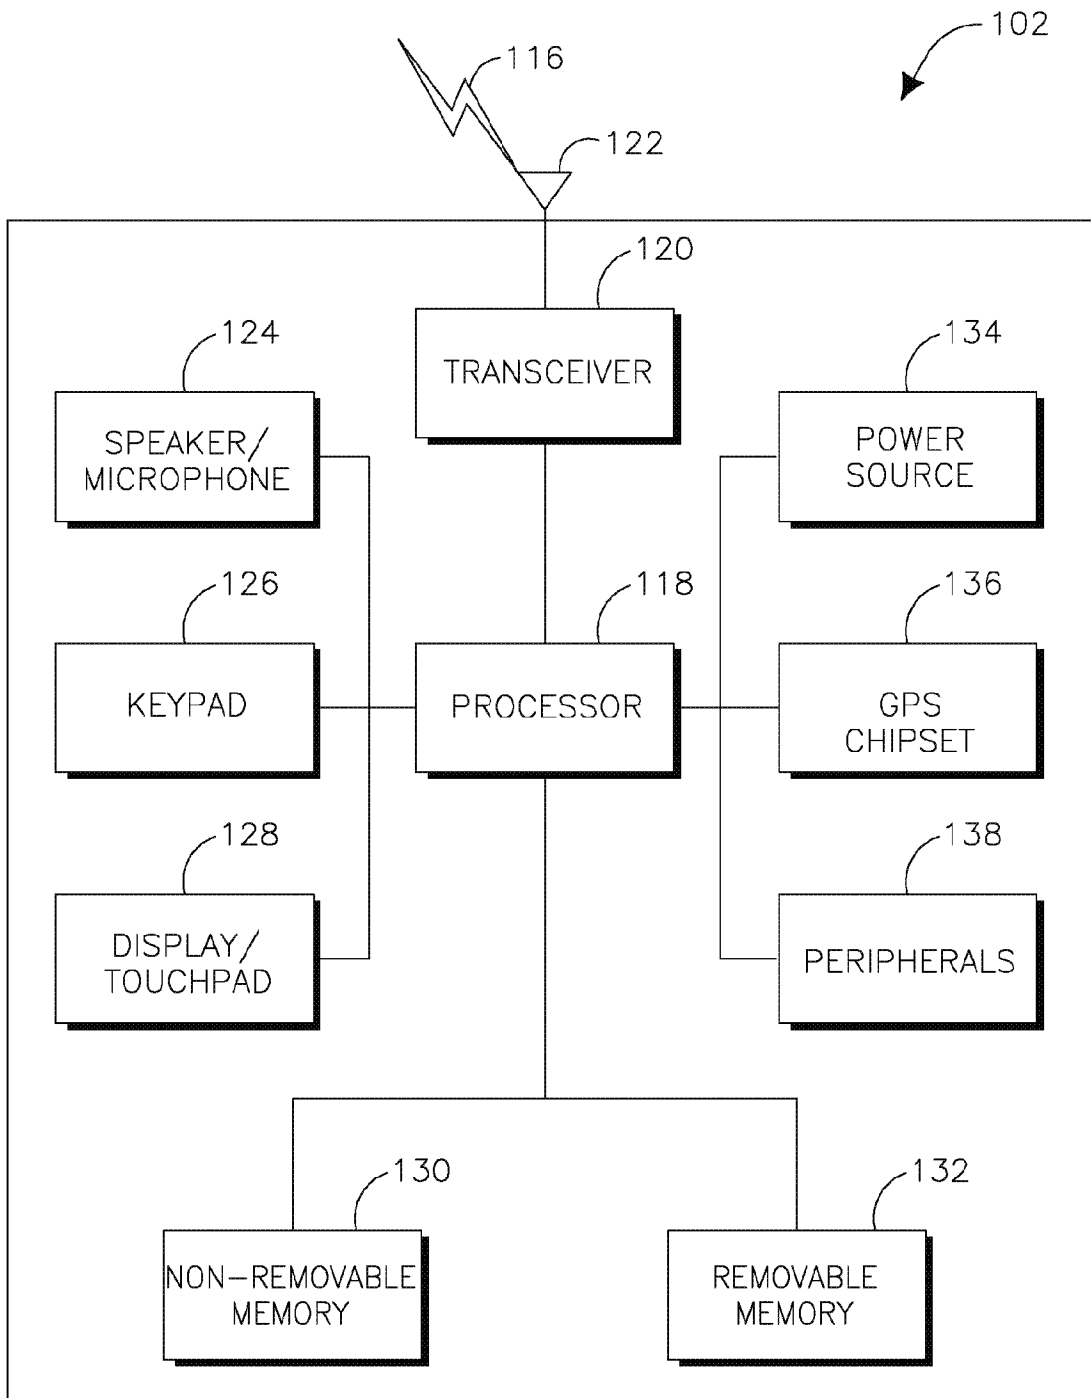 102
116
122
120
TRANSCEIVER
124
SPEAKER/
MICROPHONE
134
POWER
SOURCE
126
KEYPAD
118
PROCESSOR
136
GPS
CHIPSET
128
DISPLAY/
TOUCHPAD
138
PERIPHERALS
130
NON-REMOVABLE
MEMORY
132
REMOVABLE
MEMORY